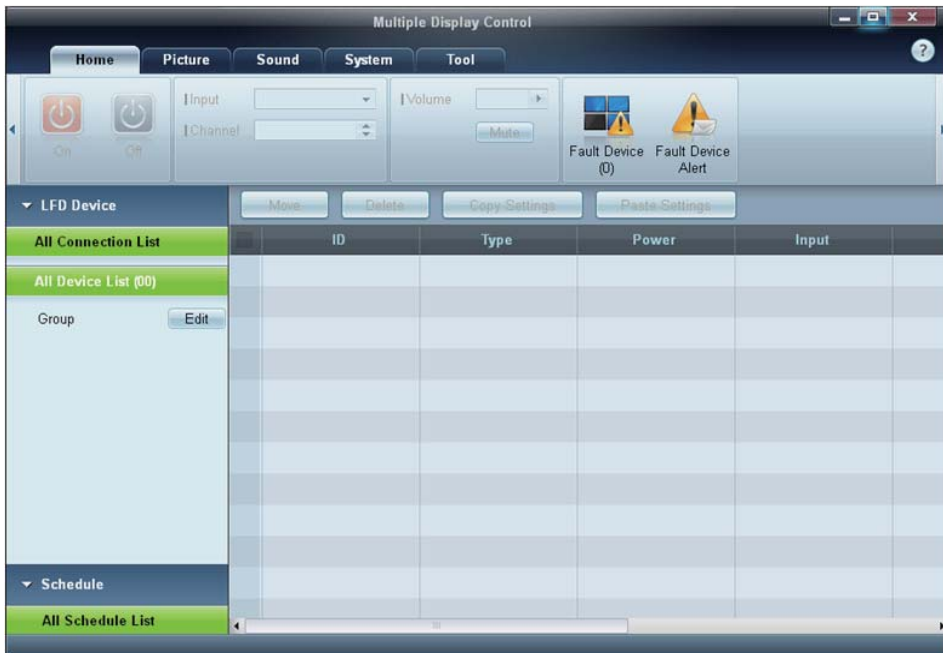 Multiple Display Control
Home Picture Sound System Tool
Input
Volume
Channel
Mute
On Off
Fault Device (0)
Fault Device Alert
LFD Device
Move Delete Copy Settings Paste Settings
All Connection List
ID Type Power Input
All Device List (00)
Group Edit
Schedule
All Schedule List